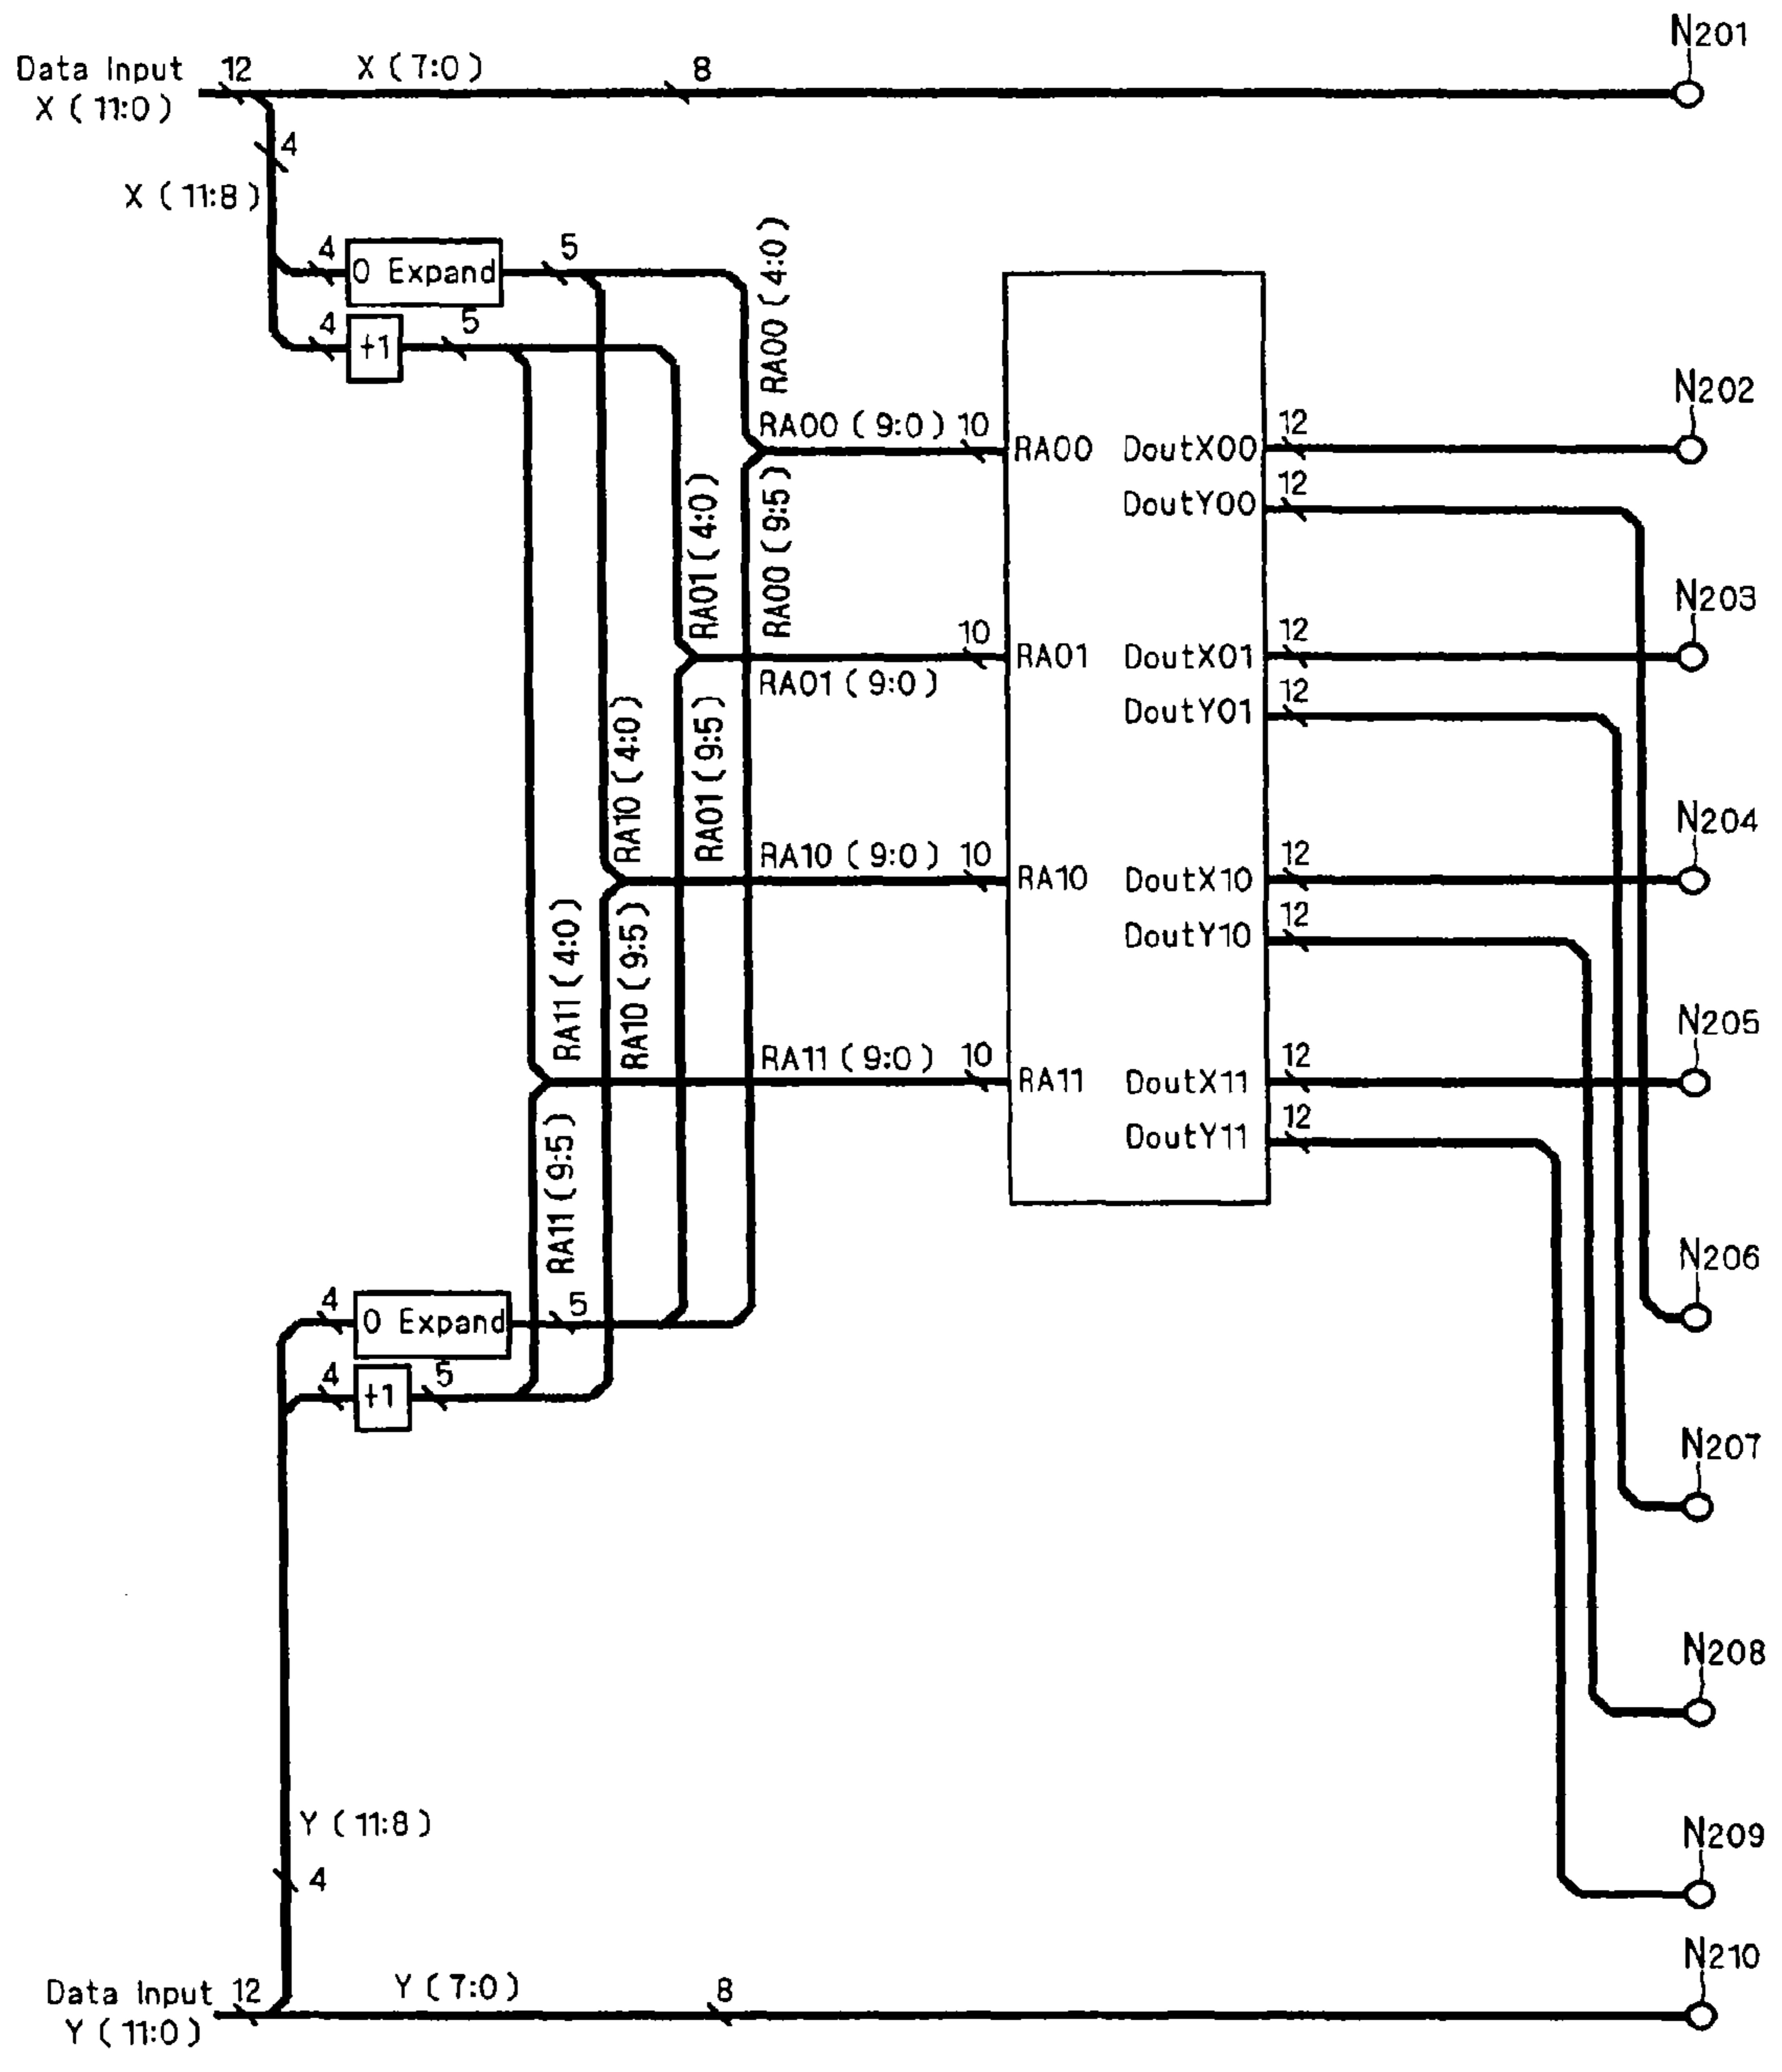 N201
Data Input 12 X ( 7:0 ) 8
X ( 11:0 )
4
X ( 11:8 )
4 0 Expand 5
4 +1 5
RA00 ( 4:0 )
RA00 ( 9:0 ) 10
RA00 DoutX00 12 N202
DoutY00 12
RA00 ( 9:5 )
RA01 ( 4:0 )
10 RA01 DoutX01 12 N203
RA01 ( 9:0 )
DoutY01 12
RA01 ( 9:5 )
RA10 ( 4:0 )
RA10 ( 9:0 ) 10
RA10 DoutX10 12 N204
DoutY10 12
RA10 ( 9:5 )
RA11 ( 4:0 )
RA11 ( 9:0 ) 10
RA11 DoutX11 12 N205
DoutY11 12
RA11 ( 9:5 )
4 0 Expand 5
4 +1 5
N206
N207
N208
Y ( 11:8 )
4
N209
N210
Data Input 12 Y ( 7:0 ) 8
Y ( 11:0 )